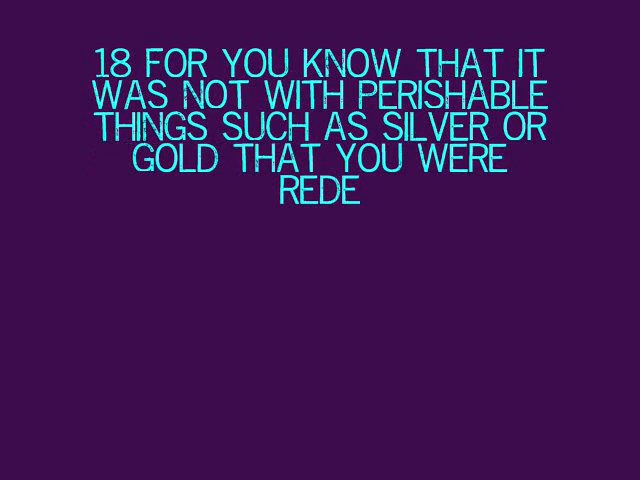 18 FOR YOU KNOW THAT IT
WAS NOT WITH PERISHABLE
THINGS SUCH AS SILVER OR
GOLD THAT YOU WERE
REDE